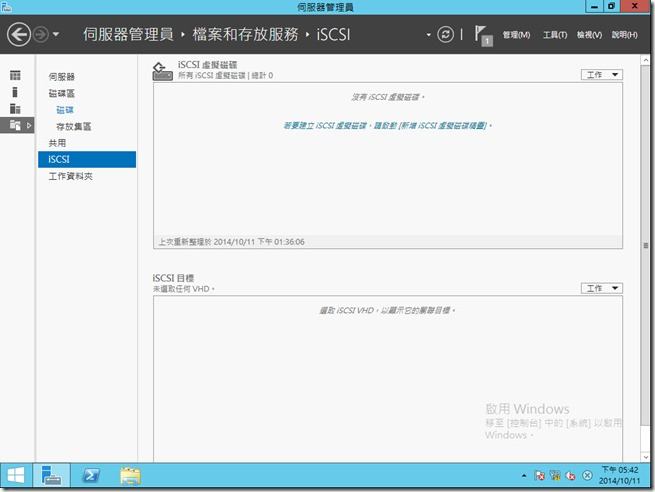 伺服器管理員
伺服器管理員 ‣ 檔案和存放服務 ‣ iSCSI
1
管理(M) 工具(T) 檢視(V) 說明(H)
伺服器
磁碟區
磁碟
存放集區
共用
iSCSI
工作資料夾
iSCSI 虛擬磁碟
所有 iSCSI 虛擬磁碟 | 總計 0
工作
沒有 iSCSI 虛擬磁碟。
若要建立 iSCSI 虛擬磁碟，請啟動 [新增 iSCSI 虛擬磁碟精靈]。
上次重新整理於 2014/10/11 下午 01:36:06
iSCSI 目標
未選取任何 VHD。
工作
選取 iSCSI VHD，以顯示它的關聯目標。
啟用 Windows
移至 [控制台] 中的 [系統] 以啟用
Windows。
下午 05:42
2014/10/11